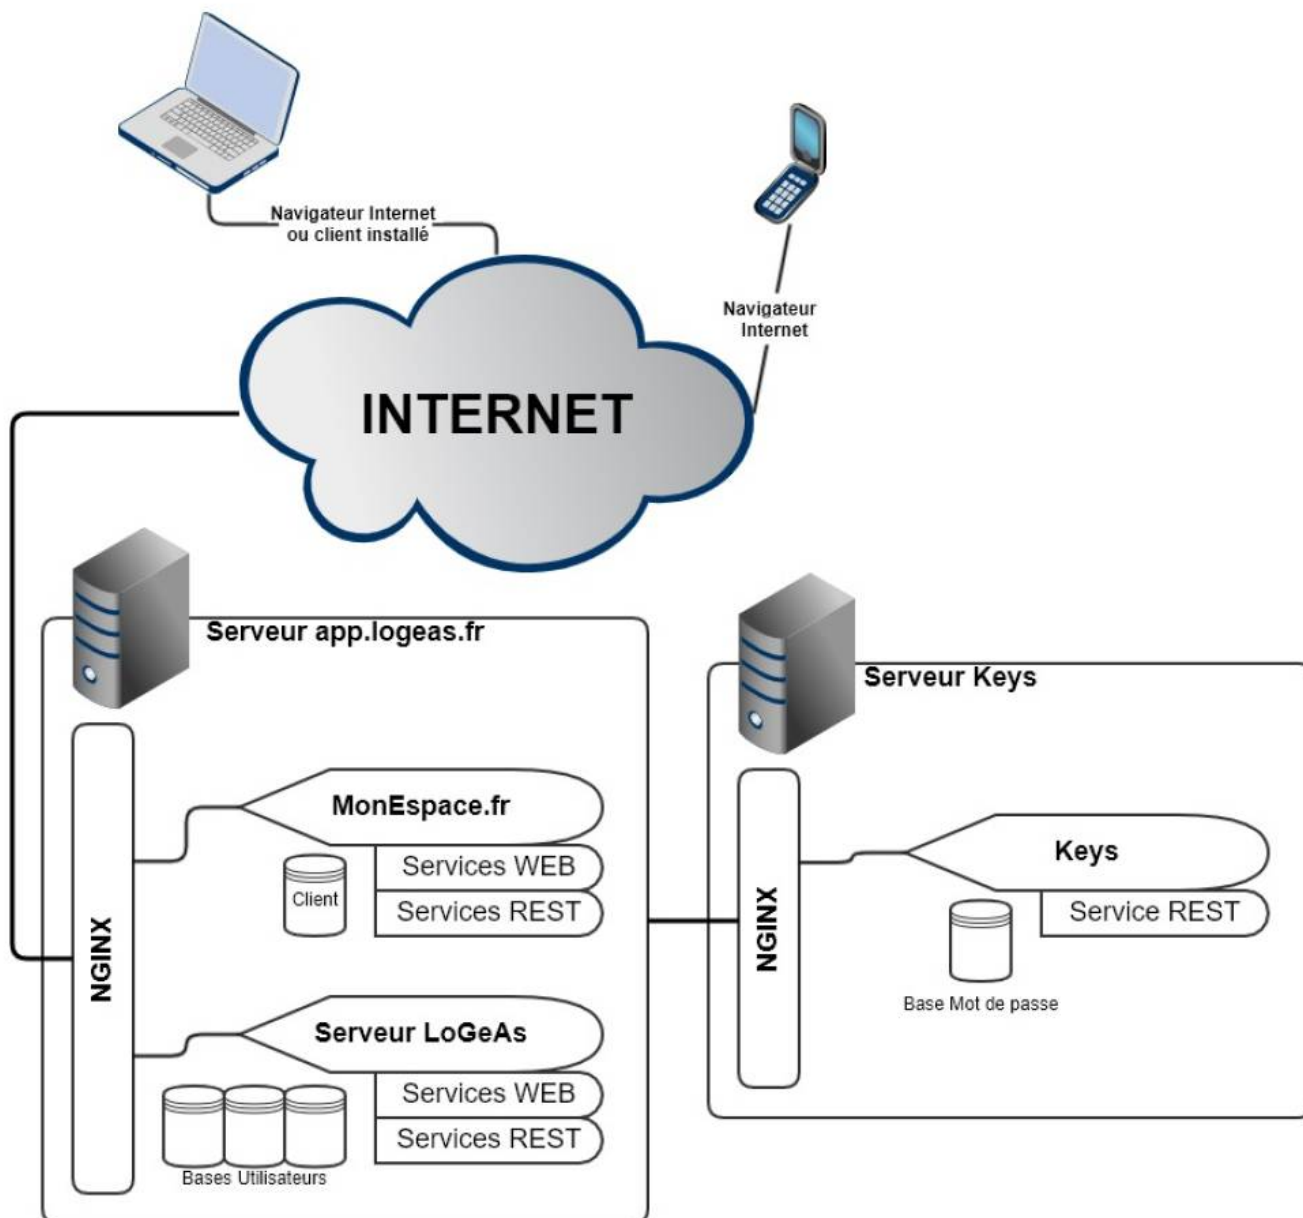 Navigateur Internet
ou client installé
Navigateur
Internet
INTERNET
Serveur app.logeas.fr
NGINX
MonEspace.fr
Services WEB
Services REST
Client
Serveur LoGeAs
Services WEB
Services REST
Bases Utilisateurs
Serveur Keys
NGINX
Keys
Service REST
Base Mot de passe